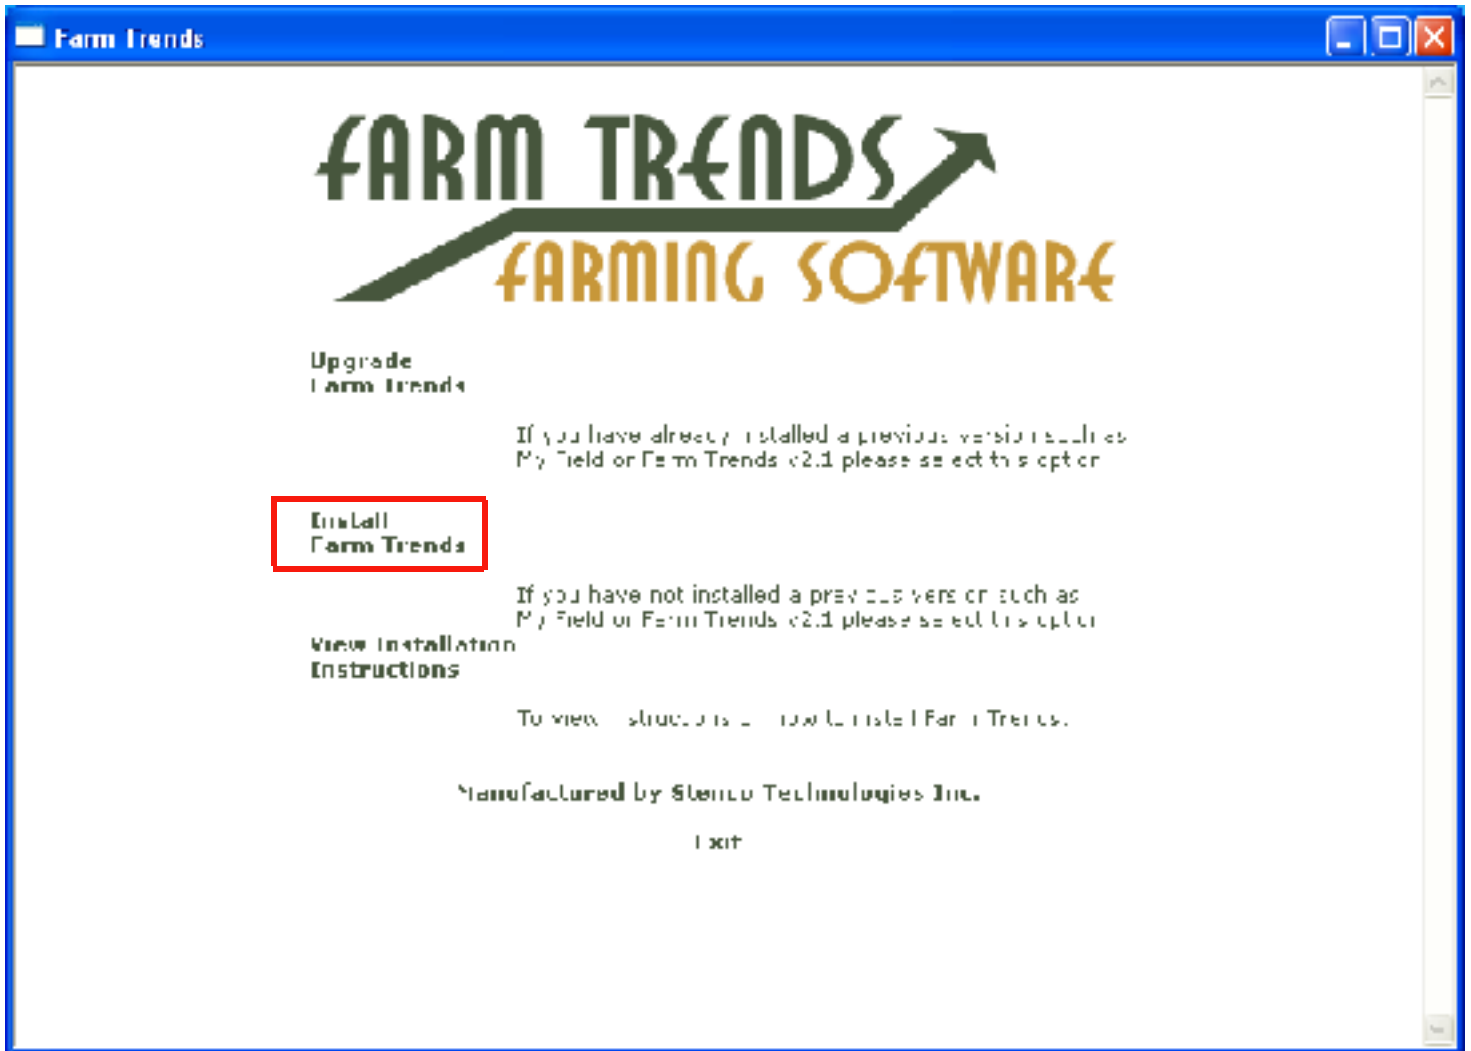 Farm Trends
FARM TRENDS
FARMING SOFTWARE
Upgrade
Farm Trends
If you have already installed a previous version such as
My Field or Farm Trends v2.1 please select this option
Install
Farm Trends
If you have not installed a previous version such as
My Field or Farm Trends v2.1 please select this option
View Installation
Instructions
To view instructions on how to install Farm Trends.
Manufactured by Stenco Technologies Inc.
Exit